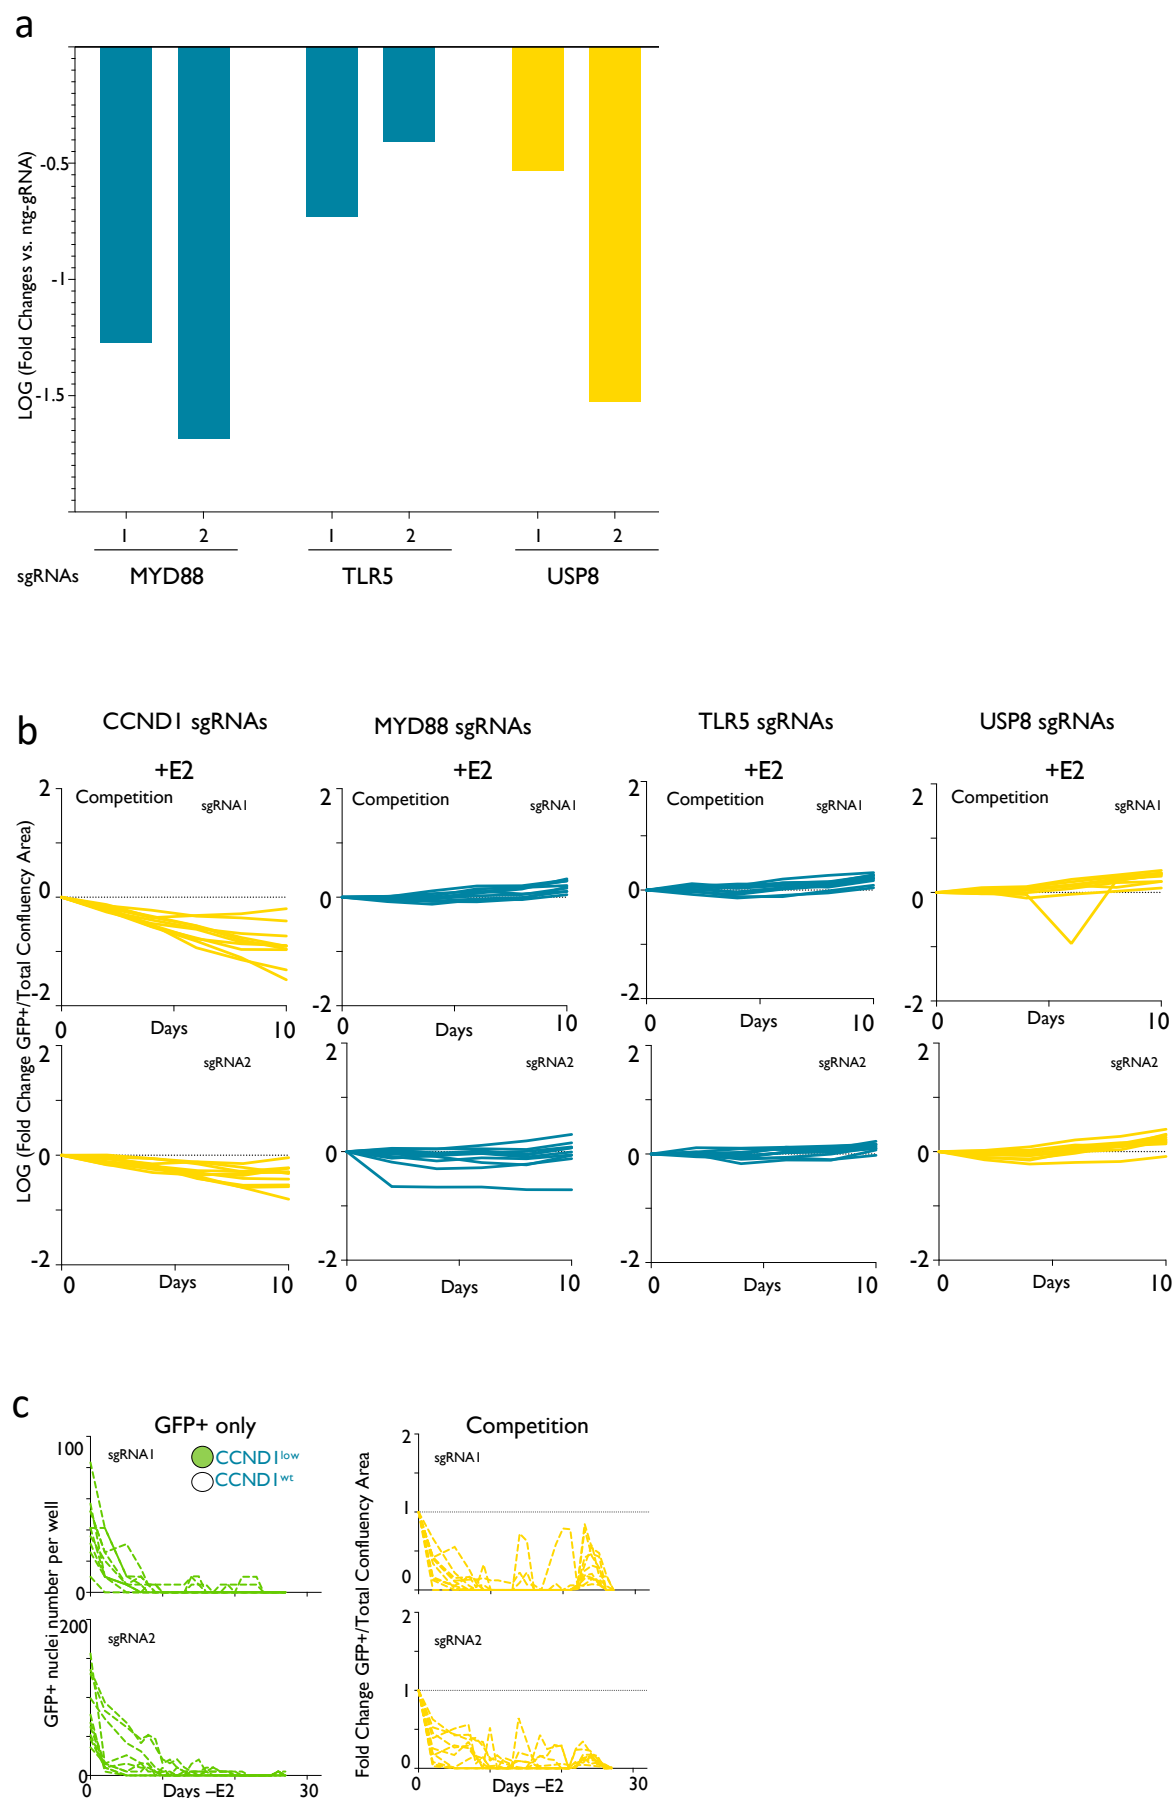 a
LOG (Fold Changes vs. ntg-gRNA)
-0.5
-1
-1.5
1 2 1 2 1 2
sgRNAs MYD88 TLR5 USP8
b
CCND1 sgRNAs MYD88 sgRNAs TLR5 sgRNAs USP8 sgRNAs
+E2 +E2 +E2 +E2
LOG (Fold Change GFP+/Total Confluency Area)
2 Competition sgRNA1 2 Competition sgRNA1 2 Competition sgRNA1 2 Competition sgRNA1
0 0 0 0
-2 -2 -2 -2
0 Days 10 0 Days 10 0 Days 10 0 Days 10
2 sgRNA2 2 sgRNA2 2 sgRNA2 2 sgRNA2
0 0 0 0
-2 -2 -2 -2
0 Days 10 0 Days 10 0 Days 10 0 Days 10
c
GFP+ only Competition
GFP+ nuclei number per well
Fold Change GFP+/Total Confluency Area
100 sgRNA1 CCND1low 2 sgRNA1
CCND1wt
1
0 0
200 sgRNA2 2 sgRNA2
1
0 0
0 Days –E2 30 0 Days –E2 30